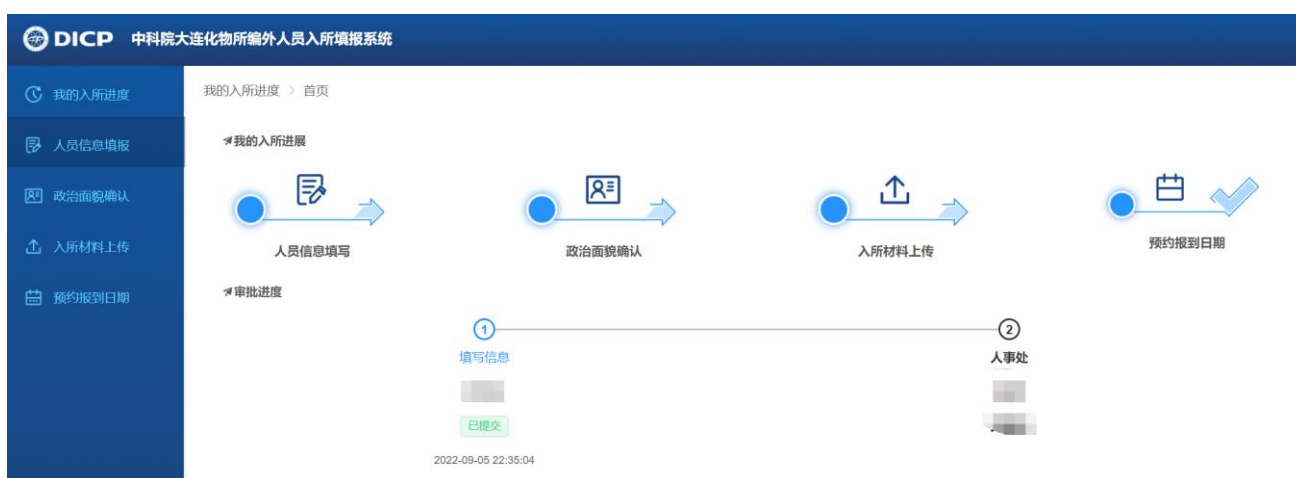 DICP 中科院大连化物所编外人员入所填报系统
我的入所进度
人员信息填报
政治面貌确认
入所材料上传
预约报到日期
我的入所进度 > 首页
我的入所进展
人员信息填写
政治面貌确认
入所材料上传
预约报到日期
审批进度
1
2
填写信息
人事处
已提交
2022-09-05 22:35:04